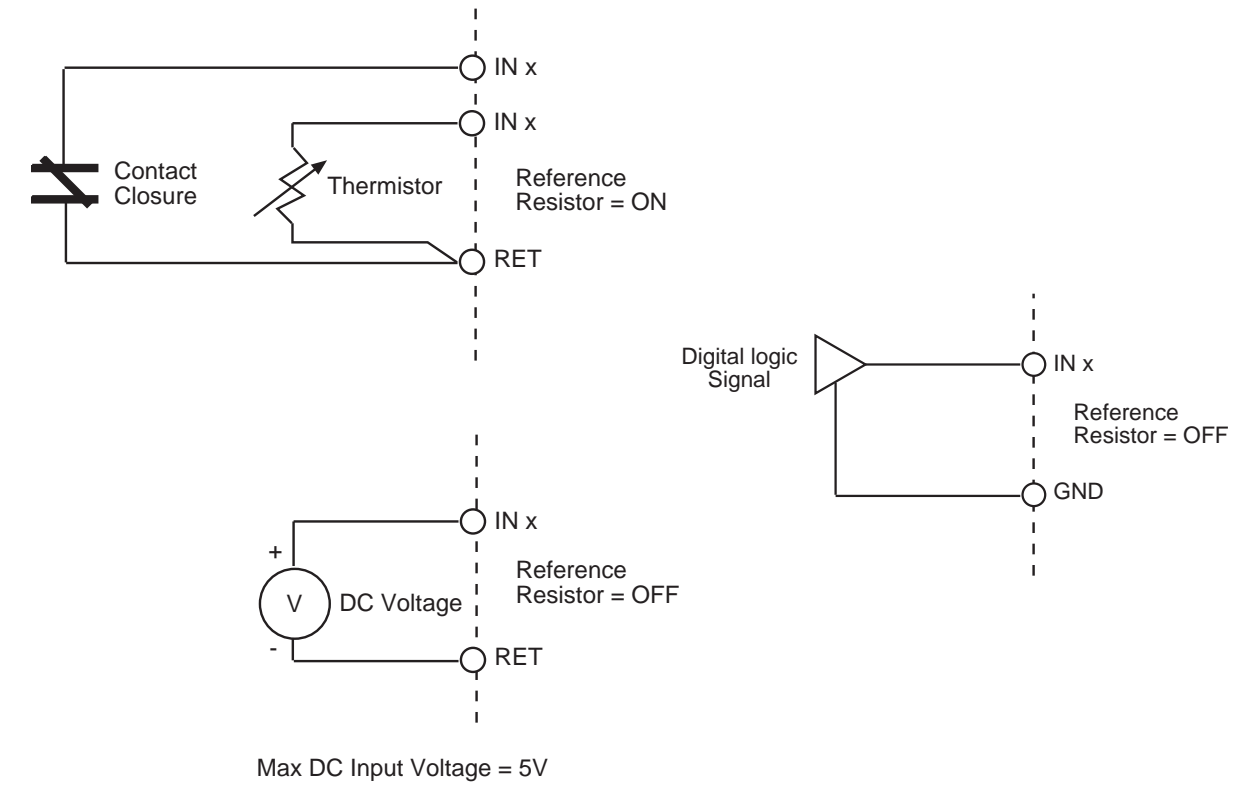 IN x
IN x
Contact
Closure
Thermistor
Reference
Resistor = ON
RET
Digital logic
Signal
IN x
Reference
Resistor = OFF
GND
IN x
+
V
DC Voltage
-
Reference
Resistor = OFF
RET
Max DC Input Voltage = 5V